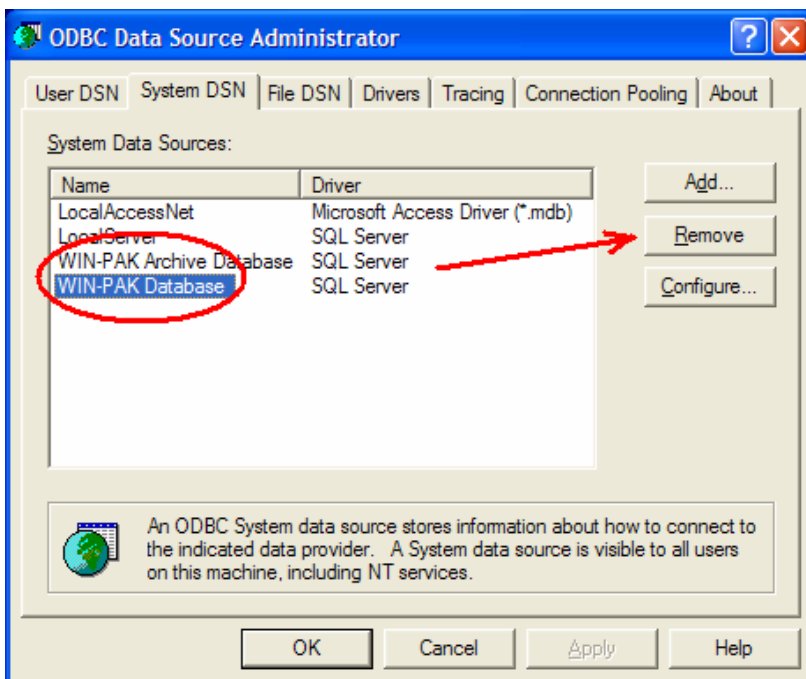 ODBC Data Source Administrator
User DSN System DSN File DSN Drivers Tracing Connection Pooling About
System Data Sources:
Name Driver
LocalAccessNet Microsoft Access Driver (*.mdb)
LocalServer SQL Server
WIN-PAK Archive Database SQL Server
WIN-PAK Database SQL Server
Add...
Remove
Configure...
An ODBC System data source stores information about how to connect to
the indicated data provider. A System data source is visible to all users
on this machine, including NT services.
OK Cancel Apply Help